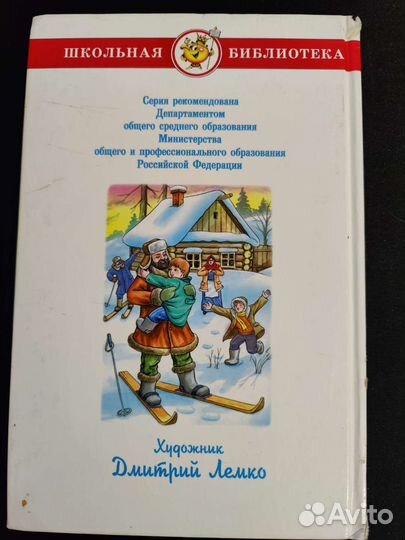 ШКОЛЬНАЯ БИБЛИОТЕКА
Серия рекомендована
Департаментом
общего среднего образования
Министерства
общего и профессионального образования
Российской Федерации
Художник
Дмитрий Лемко
Avito